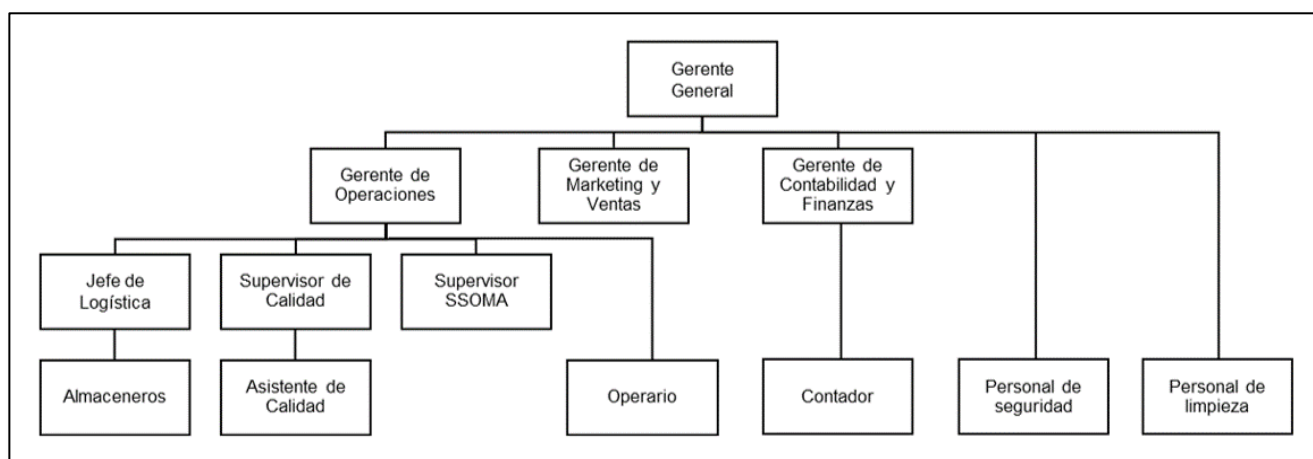 Gerente
General
Gerente de
Operaciones
Gerente de
Marketing y
Ventas
Gerente de
Contabilidad y
Finanzas
Jefe de
Logística
Supervisor de
Calidad
Supervisor
SSOMA
Almaceneros
Asistente de
Calidad
Operario
Contador
Personal de
seguridad
Personal de
limpieza